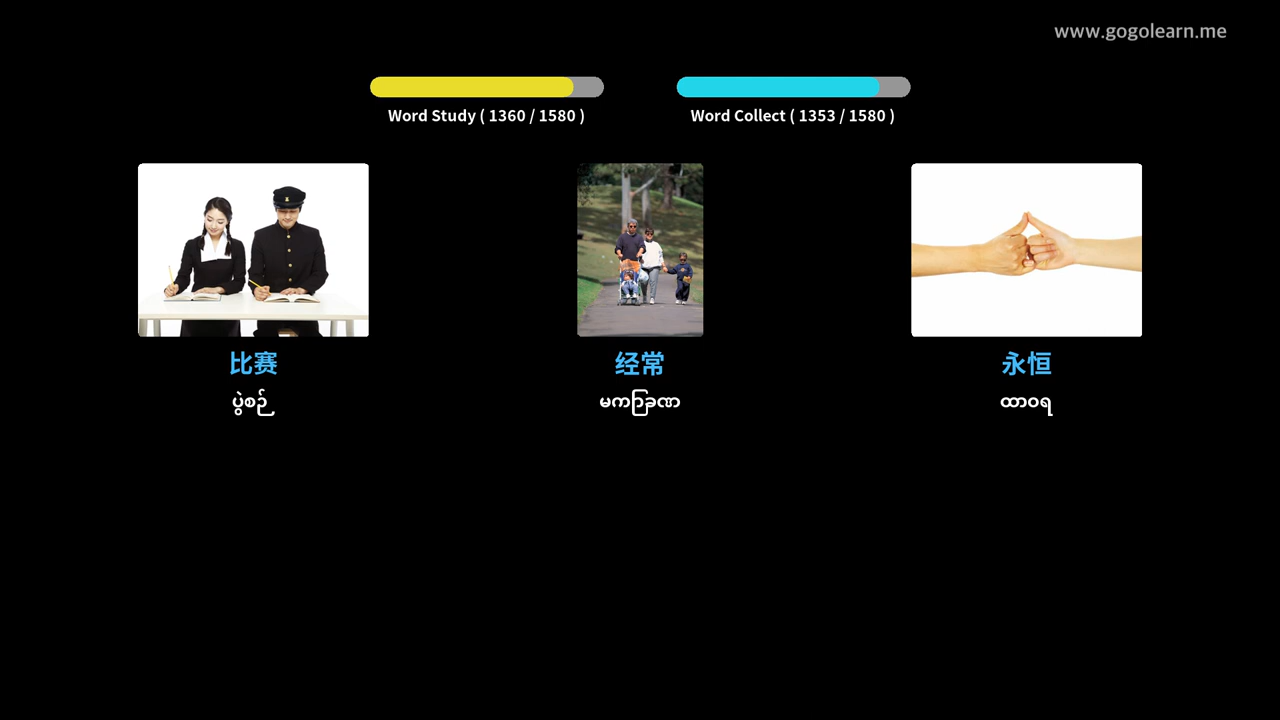 www.gogolearn.me
Word Study ( 1360 / 1580 )
Word Collect ( 1353 / 1580 )
比赛
经常
永恒
ပွဲစဉ်
မကြာခဏ
ထာဝရ